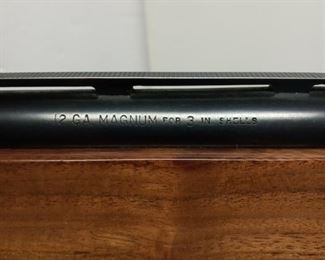 12 GA MAGNUM FOR 3 IN SHELLS